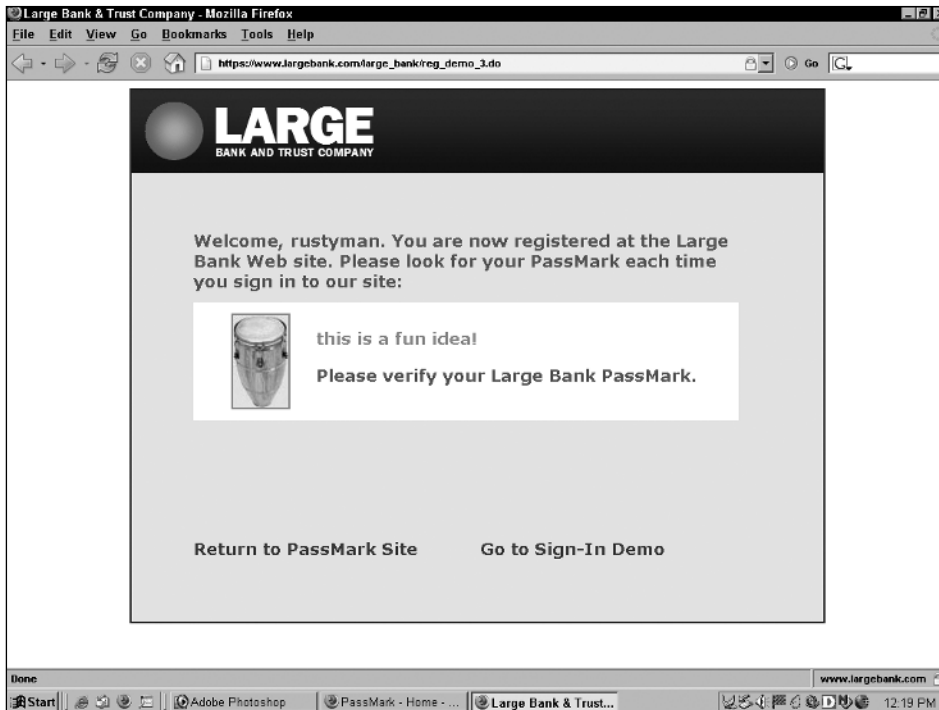 Large Bank & Trust Company - Mozilla Firefox
File Edit View Go Bookmarks Tools Help
https://www.largebank.com/large_bank/reg_demo_3.do
Go
G
LARGE
BANK AND TRUST COMPANY
Welcome, rustyman. You are now registered at the Large
Bank Web site. Please look for your PassMark each time
you sign in to our site:
this is a fun idea!
Please verify your Large Bank PassMark.
Return to PassMark Site
Go to Sign-In Demo
Done
www.largebank.com
Start
Adobe Photoshop
PassMark - Home - ...
Large Bank & Trust...
12:19 PM